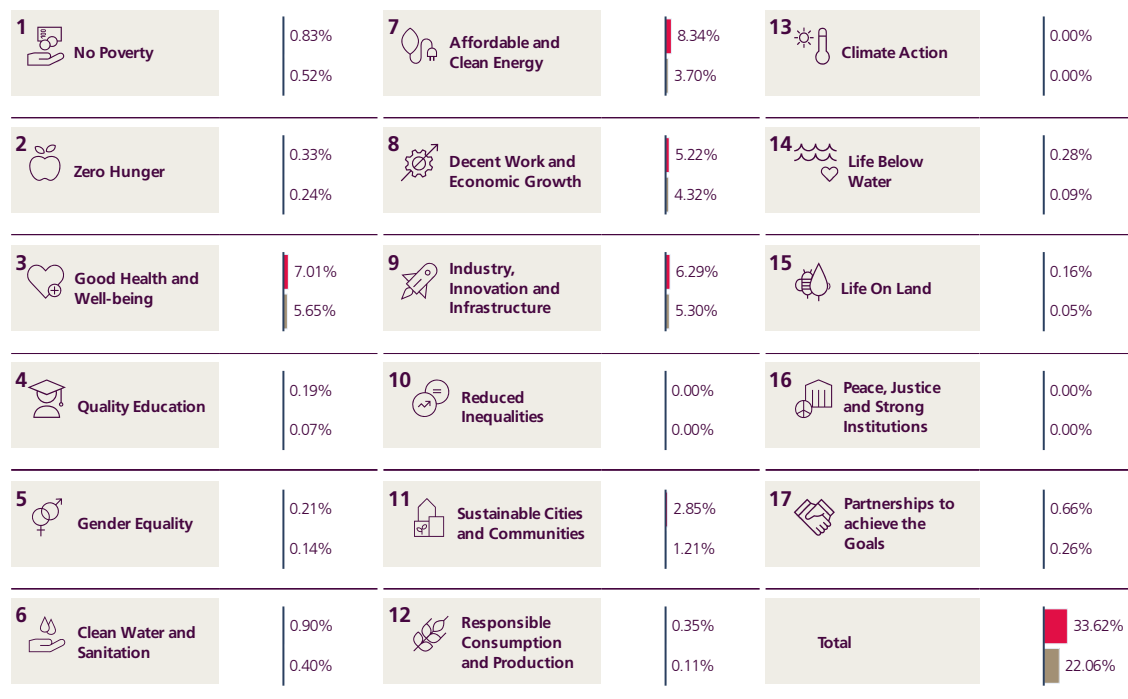 1
No Poverty
0.83%
0.52%
2
Zero Hunger
0.33%
0.24%
3
Good Health and
Well-being
7.01%
5.65%
4
Quality Education
0.19%
0.07%
5
Gender Equality
0.21%
0.14%
6
Clean Water and
Sanitation
0.90%
0.40%
7
Affordable and
Clean Energy
8.34%
3.70%
8
Decent Work and
Economic Growth
5.22%
4.32%
9
Industry,
Innovation and
Infrastructure
6.29%
5.30%
10
Reduced
Inequalities
0.00%
0.00%
11
Sustainable Cities
and Communities
2.85%
1.21%
12
Responsible
Consumption
and Production
0.35%
0.11%
13
Climate Action
0.00%
0.00%
14
Life Below
Water
0.28%
0.09%
15
Life On Land
0.16%
0.05%
16
Peace, Justice
and Strong
Institutions
0.00%
0.00%
17
Partnerships to
achieve the
Goals
0.66%
0.26%
Total
33.62%
22.06%